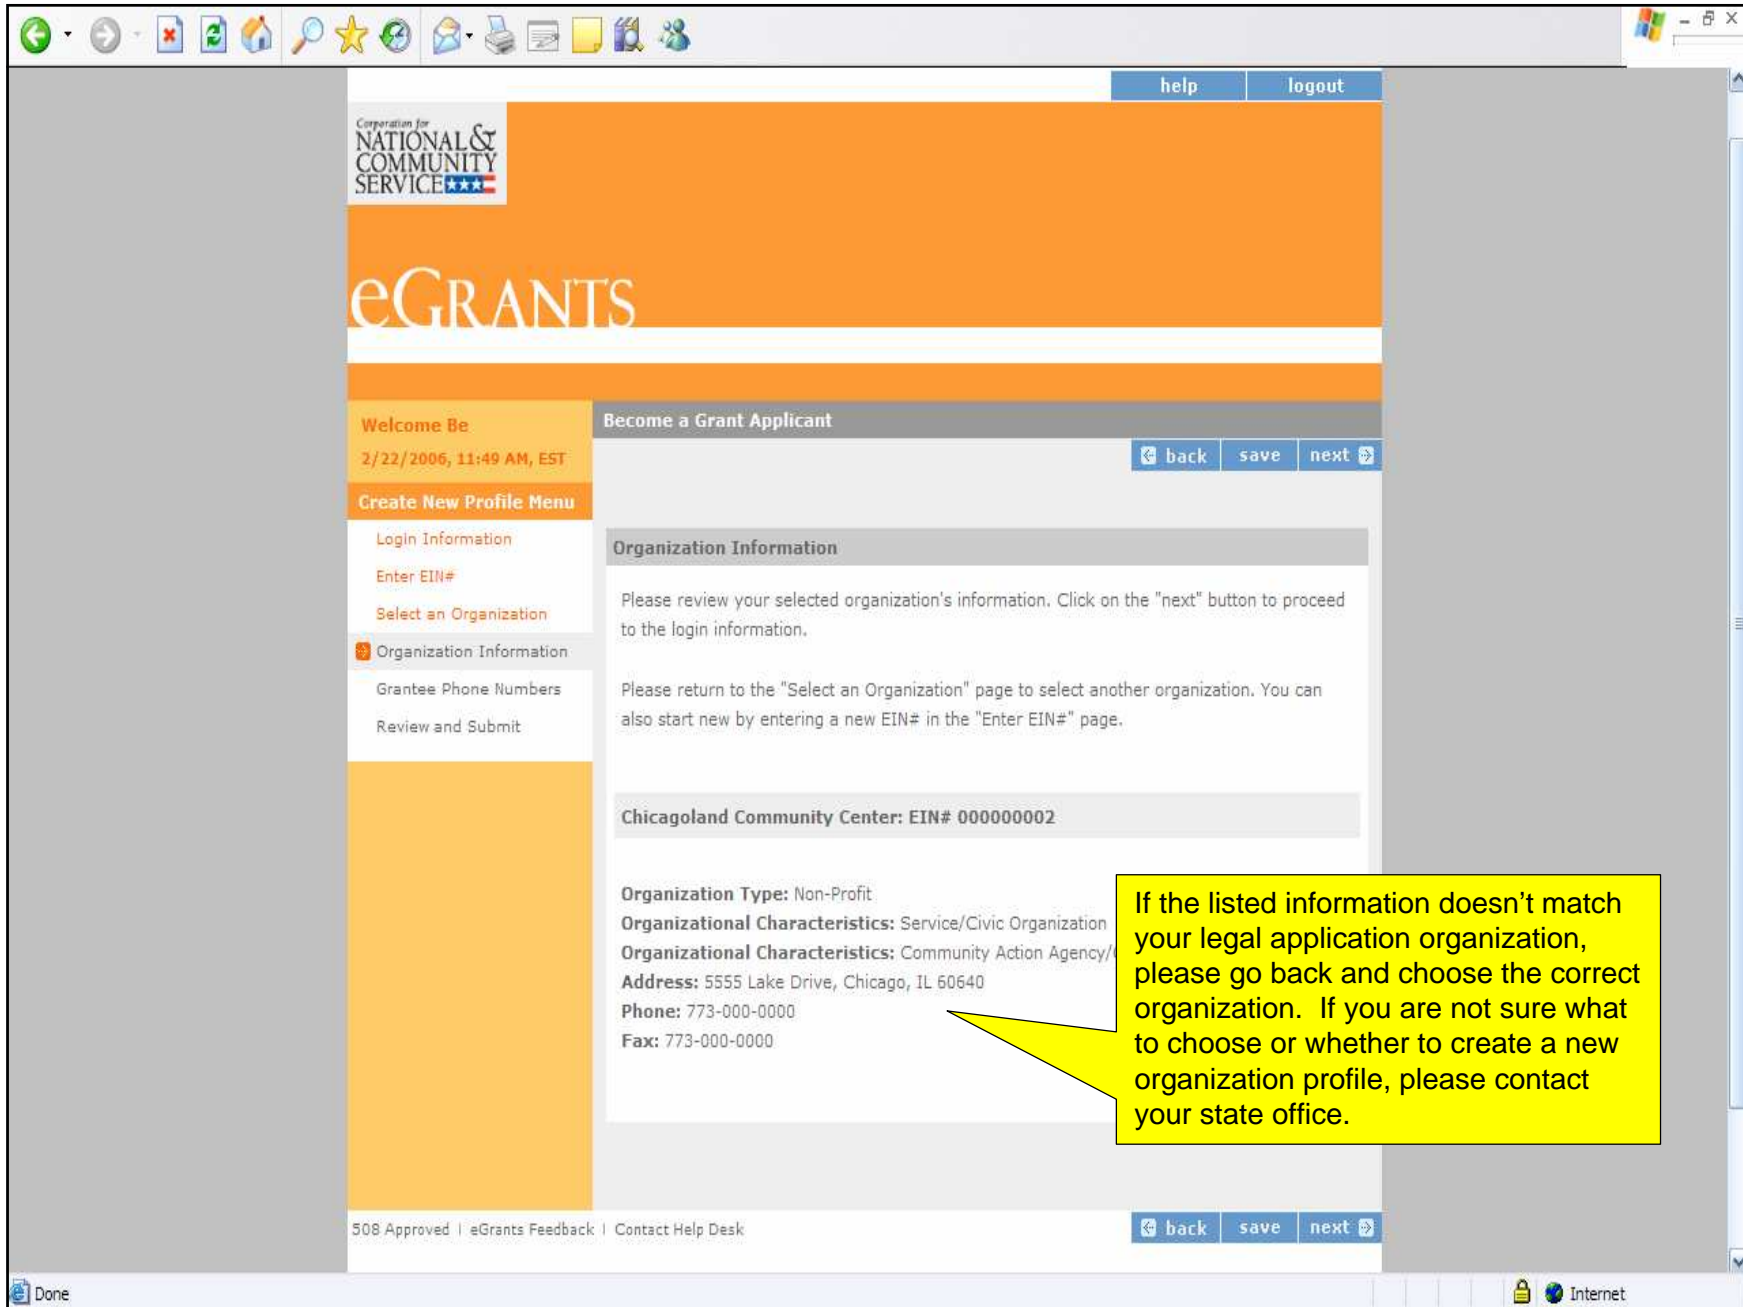 help logout
Corporation for
NATIONAL &
COMMUNITY
SERVICE
eGRANTS
Welcome Be
2/22/2006, 11:49 AM, EST
Create New Profile Menu
Login Information
Enter EIN#
Select an Organization
Organization Information
Grantee Phone Numbers
Review and Submit
Become a Grant Applicant
back save next
Organization Information
Please review your selected organization's information. Click on the "next" button to proceed
to the login information.
Please return to the "Select an Organization" page to select another organization. You can
also start new by entering a new EIN# in the "Enter EIN#" page.
Chicagoland Community Center: EIN# 000000002
Organization Type: Non-Profit
Organizational Characteristics: Service/Civic Organization
Organizational Characteristics: Community Action Agency/
Address: 5555 Lake Drive, Chicago, IL 60640
Phone: 773-000-0000
Fax: 773-000-0000
If the listed information doesn’t match
your legal application organization,
please go back and choose the correct
organization.  If you are not sure what
to choose or whether to create a new
organization profile, please contact
your state office.
508 Approved | eGrants Feedback | Contact Help Desk
back save next
Done
Internet